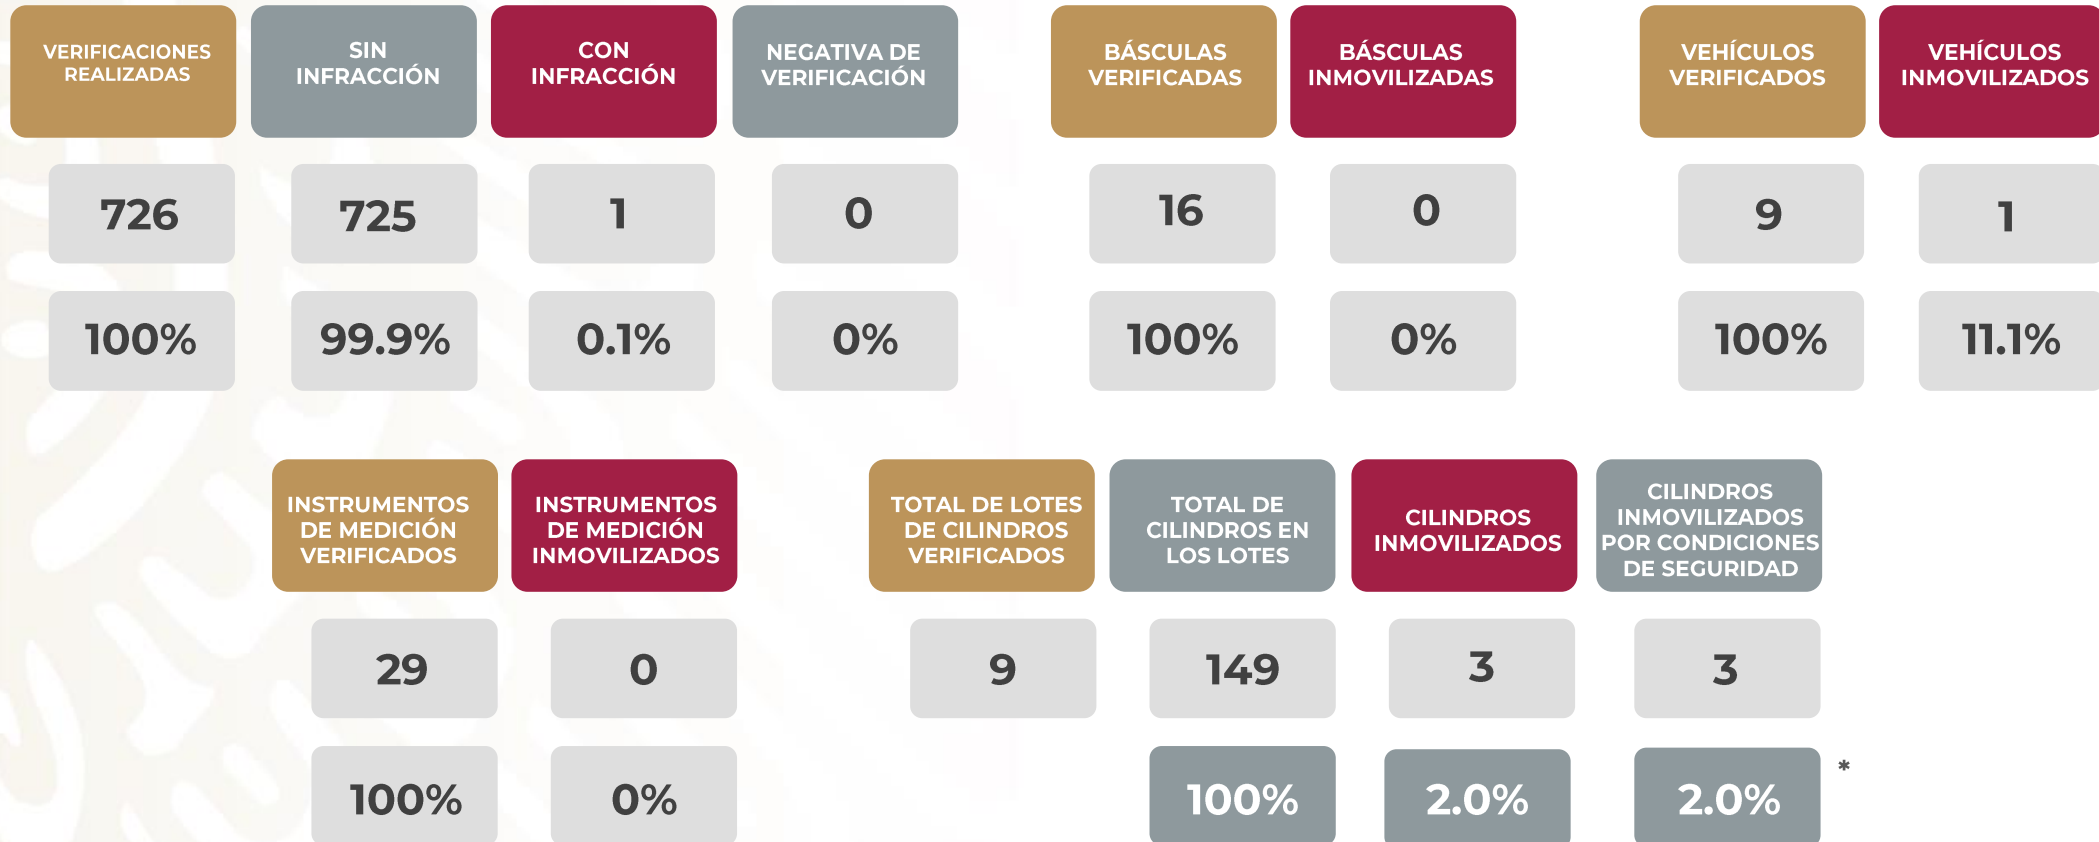 VERIFICACIONES
REALIZADAS
SIN
INFRACCIÓN
CON
INFRACCIÓN
NEGATIVA DE
VERIFICACIÓN
BÁSCULAS
VERIFICADAS
BÁSCULAS
INMOVILIZADAS
VEHÍCULOS
VERIFICADOS
VEHÍCULOS
INMOVILIZADOS
726
725
1
0
16
0
9
1
100%
99.9%
0.1%
0%
100%
0%
100%
11.1%
INSTRUMENTOS
DE MEDICIÓN
VERIFICADOS
INSTRUMENTOS
DE MEDICIÓN
INMOVILIZADOS
TOTAL DE LOTES
DE CILINDROS
VERIFICADOS
TOTAL DE
CILINDROS EN
LOS LOTES
CILINDROS
INMOVILIZADOS
CILINDROS
INMOVILIZADOS
POR CONDICIONES
DE SEGURIDAD
29
0
9
149
3
3
100%
0%
100%
2.0%
2.0%
*